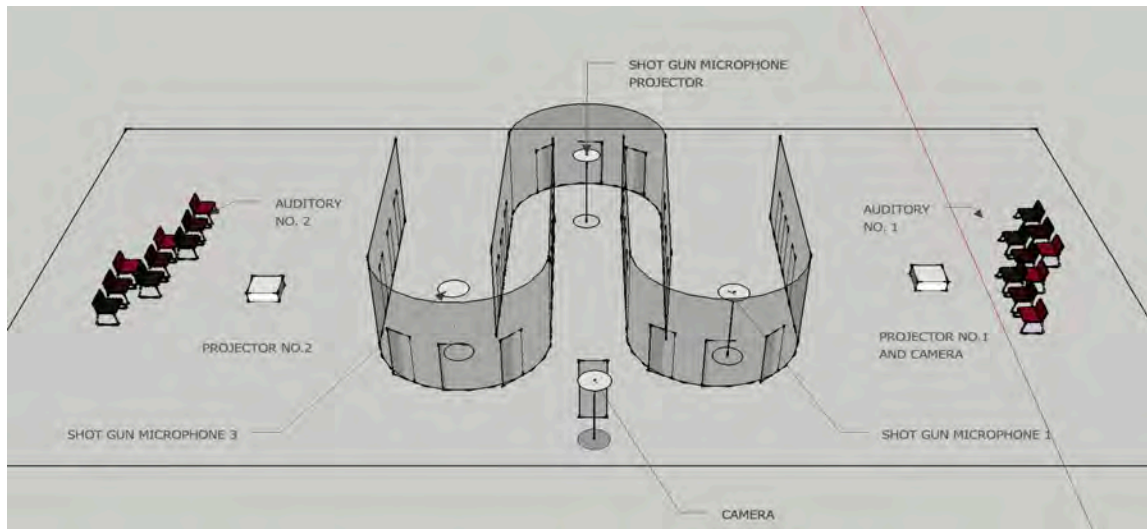 SHOT GUN MICROPHONE
PROJECTOR
AUDITORY
NO. 2
AUDITORY
NO. 1
PROJECTOR NO.2
PROJECTOR NO.1
AND CAMERA
SHOT GUN MICROPHONE 3
SHOT GUN MICROPHONE 1
CAMERA